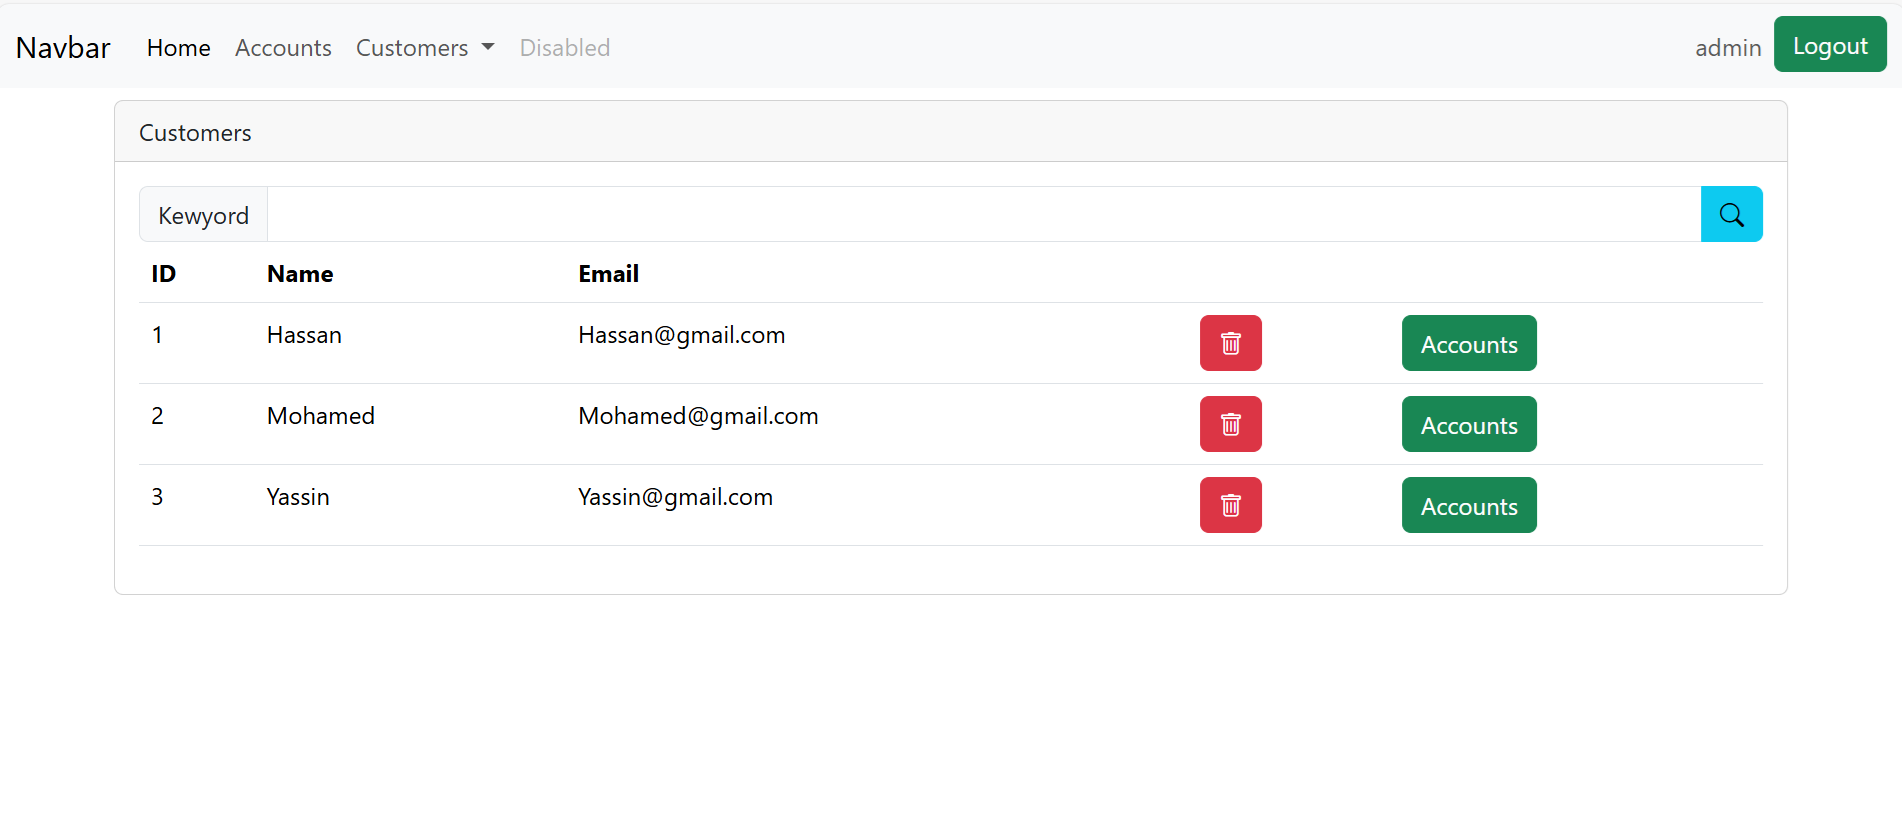 Navbar Home Accounts Customers Disabled admin Logout
Customers
Kewyord
ID Name Email
1 Hassan Hassan@gmail.com Accounts
2 Mohamed Mohamed@gmail.com Accounts
3 Yassin Yassin@gmail.com Accounts